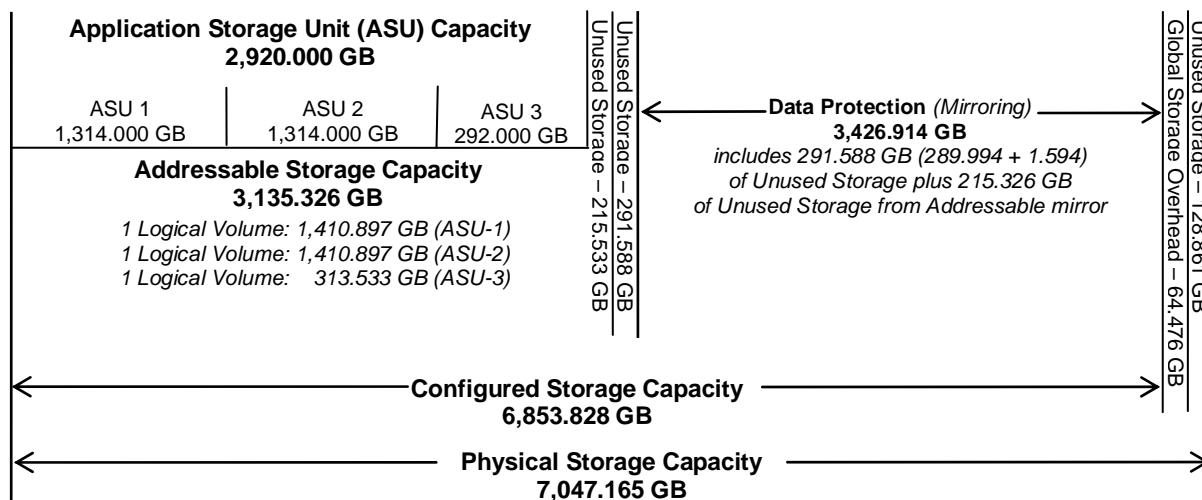 Application Storage Unit (ASU) Capacity
2,920.000 GB
ASU 1
1,314.000 GB
ASU 2
1,314.000 GB
ASU 3
292.000 GB
Addressable Storage Capacity
3,135.326 GB
1 Logical Volume: 1,410.897 GB (ASU-1)
1 Logical Volume: 1,410.897 GB (ASU-2)
1 Logical Volume: 313.533 GB (ASU-3)
Unused Storage – 215.533 GB
Unused Storage – 291.588 GB
Data Protection (Mirroring)
3,426.914 GB
includes 291.588 GB (289.994 + 1.594)
of Unused Storage plus 215.326 GB
of Unused Storage from Addressable mirror
Global Storage Overhead – 64.476 GB
Unused Storage – 128.861 GB
Configured Storage Capacity
6,853.828 GB
Physical Storage Capacity
7,047.165 GB